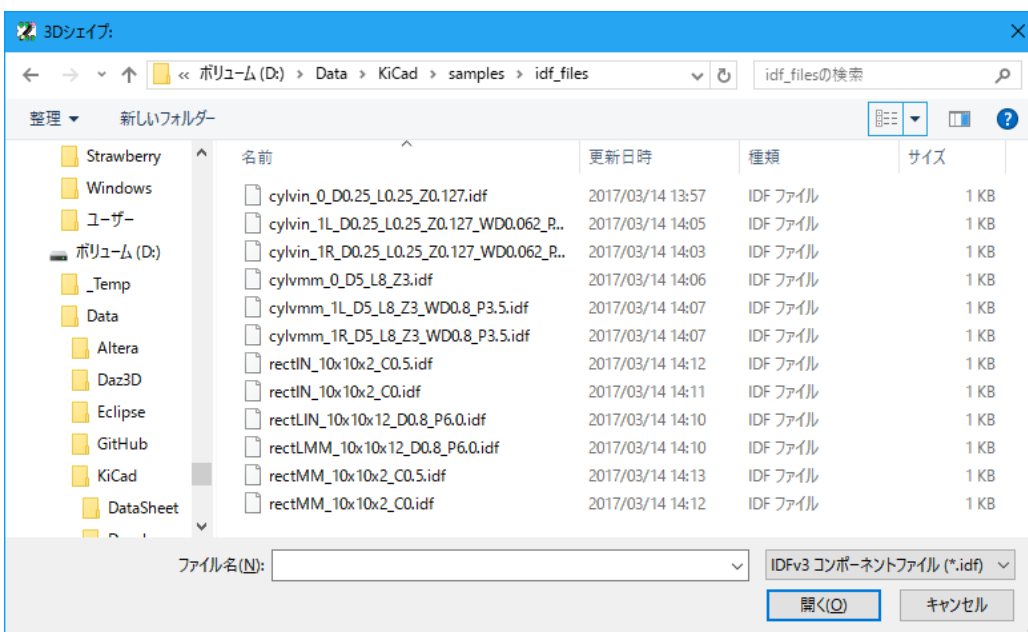 3Dシェイプ:
« ボリューム (D:) > Data > KiCad > samples > idf_files
idf_filesの検索
整理
新しいフォルダー
Strawberry
Windows
ユーザー
ボリューム (D:)
_Temp
Data
Altera
Daz3D
Eclipse
GitHub
KiCad
DataSheet
名前 更新日時 種類 サイズ
cylvin_0_D0.25_L0.25_Z0.127.idf 2017/03/14 13:57 IDF ファイル 1 KB
cylvin_1L_D0.25_L0.25_Z0.127_WD0.062_P... 2017/03/14 14:05 IDF ファイル 1 KB
cylvin_1R_D0.25_L0.25_Z0.127_WD0.062_P... 2017/03/14 14:03 IDF ファイル 1 KB
cylvmm_0_D5_L8_Z3.idf 2017/03/14 14:06 IDF ファイル 1 KB
cylvmm_1L_D5_L8_Z3_WD0.8_P3.5.idf 2017/03/14 14:07 IDF ファイル 1 KB
cylvmm_1R_D5_L8_Z3_WD0.8_P3.5.idf 2017/03/14 14:07 IDF ファイル 1 KB
rectIN_10x10x2_C0.5.idf 2017/03/14 14:12 IDF ファイル 1 KB
rectIN_10x10x2_C0.idf 2017/03/14 14:11 IDF ファイル 1 KB
rectLIN_10x10x12_D0.8_P6.0.idf 2017/03/14 14:10 IDF ファイル 1 KB
rectLMM_10x10x12_D0.8_P6.0.idf 2017/03/14 14:10 IDF ファイル 1 KB
rectMM_10x10x2_C0.5.idf 2017/03/14 14:13 IDF ファイル 1 KB
rectMM_10x10x2_C0.idf 2017/03/14 14:12 IDF ファイル 1 KB
ファイル名(N):
IDFv3 コンポーネントファイル (*.idf)
開く(O)
キャンセル